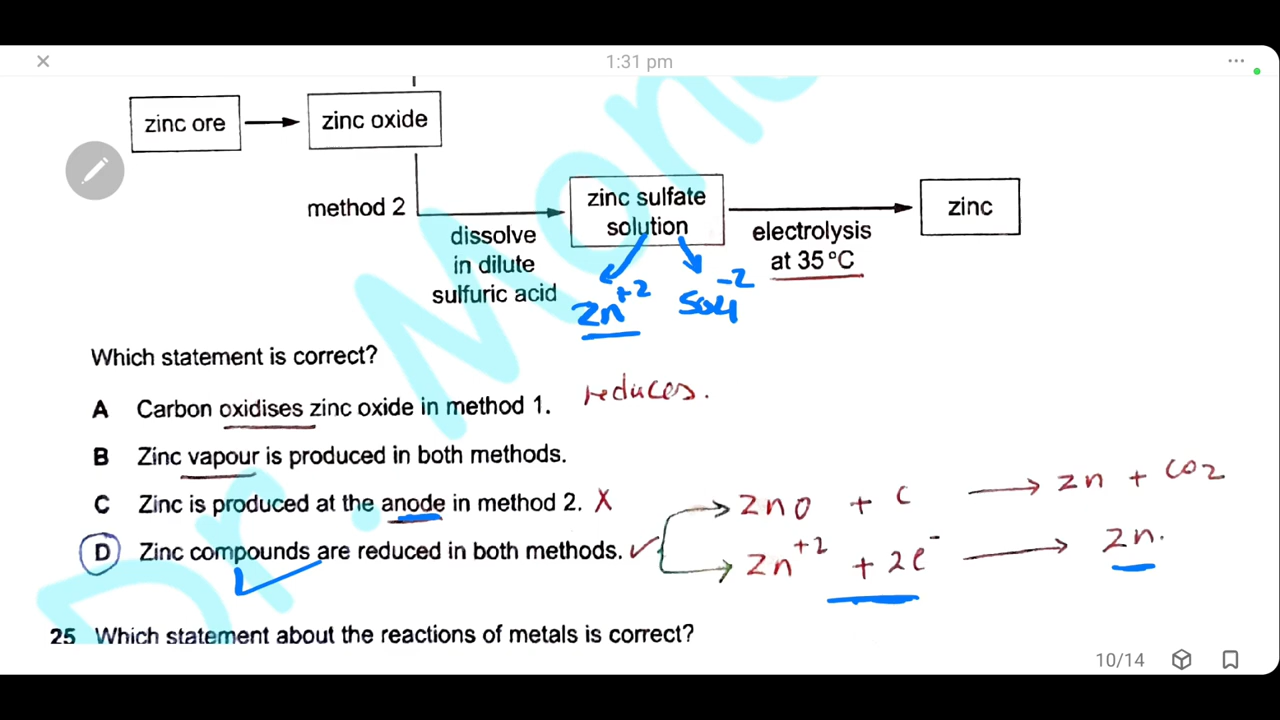 1:31 pm
zinc ore
zinc oxide
method 2
dissolve
in dilute
sulfuric acid
zinc sulfate
solution
electrolysis
at 35 °C
zinc
Zn+2 SO4-2
Which statement is correct?
A Carbon oxidises zinc oxide in method 1. reduces.
B Zinc vapour is produced in both methods.
C Zinc is produced at the anode in method 2. X
ZnO + C → Zn + CO2
D Zinc compounds are reduced in both methods. ✓
Zn+2 + 2e- → Zn.
25 Which statement about the reactions of metals is correct?
10/14